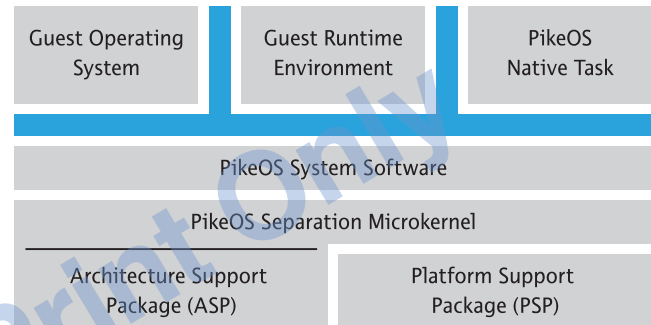 Guest Operating
System
Guest Runtime
Environment
PikeOS
Native Task
PikeOS System Software
PikeOS Separation Microkernel
Architecture Support
Package (ASP)
Platform Support
Package (PSP)
Print Only